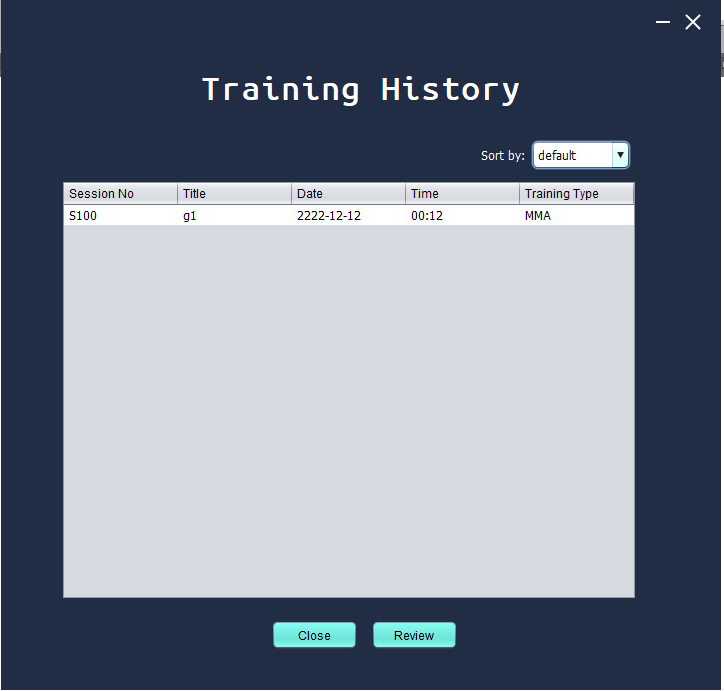 Training History
Sort by: default
Session No Title Date Time Training Type
S100 g1 2222-12-12 00:12 MMA
Close Review